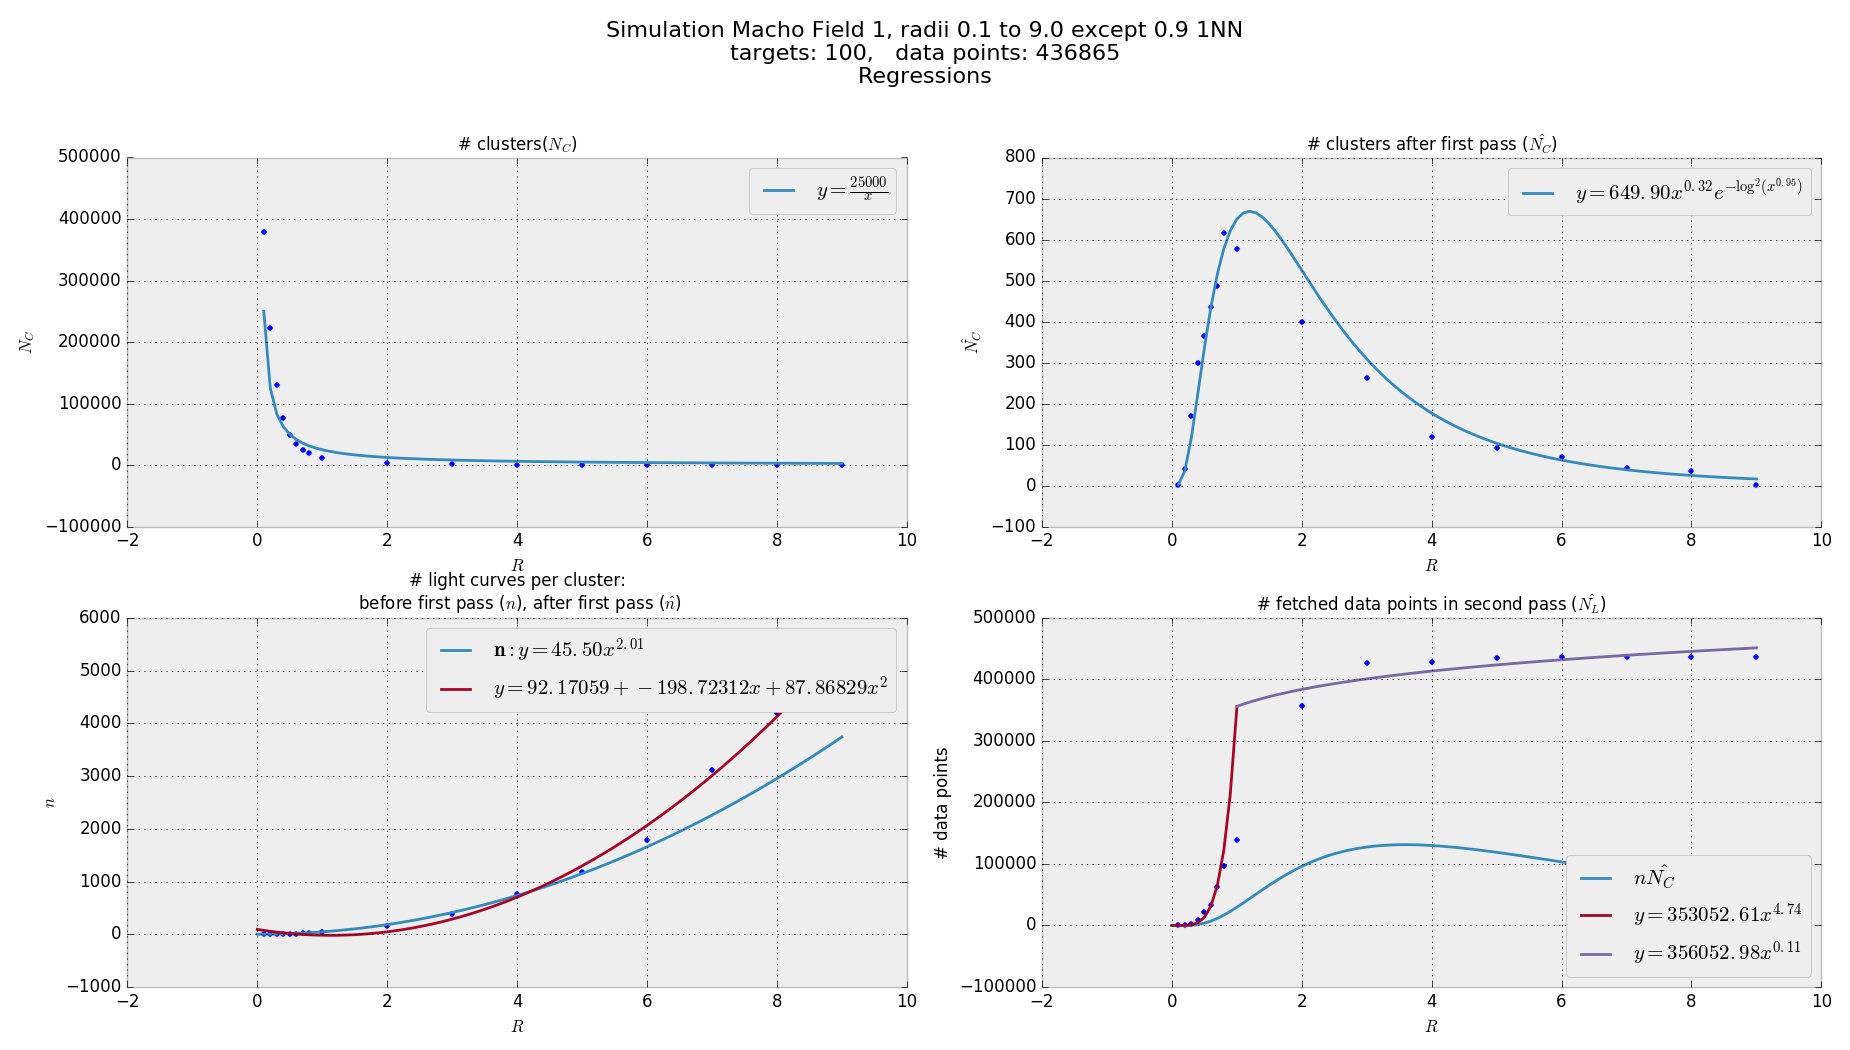 Simulation Macho Field 1, radii 0.1 to 9.0 except 0.9 1NN
targets: 100,   data points: 436865
Regressions
# clusters(N_C)
500000
400000
300000
200000
100000
0
−100000
N_C
y = 25000/x
−2 0 2 4 6 8 10
R
# clusters after first pass (N̂_C)
800
700
600
500
400
300
200
100
0
−100
N̂_C
y = 649.90x^{0.32}e^{−log²(x^{0.95})}
−2 0 2 4 6 8 10
R
# light curves per cluster:
before first pass (n), after first pass (n̂)
6000
5000
4000
3000
2000
1000
0
−1000
n
n : y = 45.50x^{2.01}
y = 92.17059 + −198.72312x + 87.86829x²
−2 0 2 4 6 8 10
R
# fetched data points in second pass (N̂_L)
500000
400000
300000
200000
100000
0
−100000
# data points
nN̂_C
y = 353052.61x^{4.74}
y = 356052.98x^{0.11}
−2 0 2 4 6 8 10
R